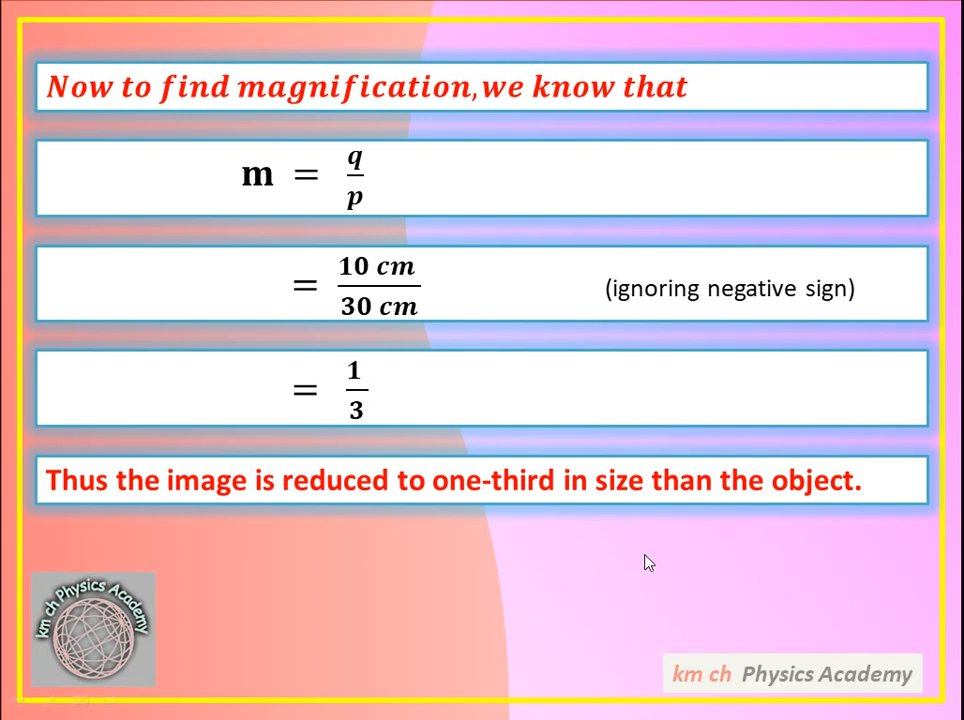 Now to find magnification, we know that
m = q/p
= 10 cm/30 cm (ignoring negative sign)
= 1/3
Thus the image is reduced to one-third in size than the object.
km ch Physics Academy
km ch Physics Academy